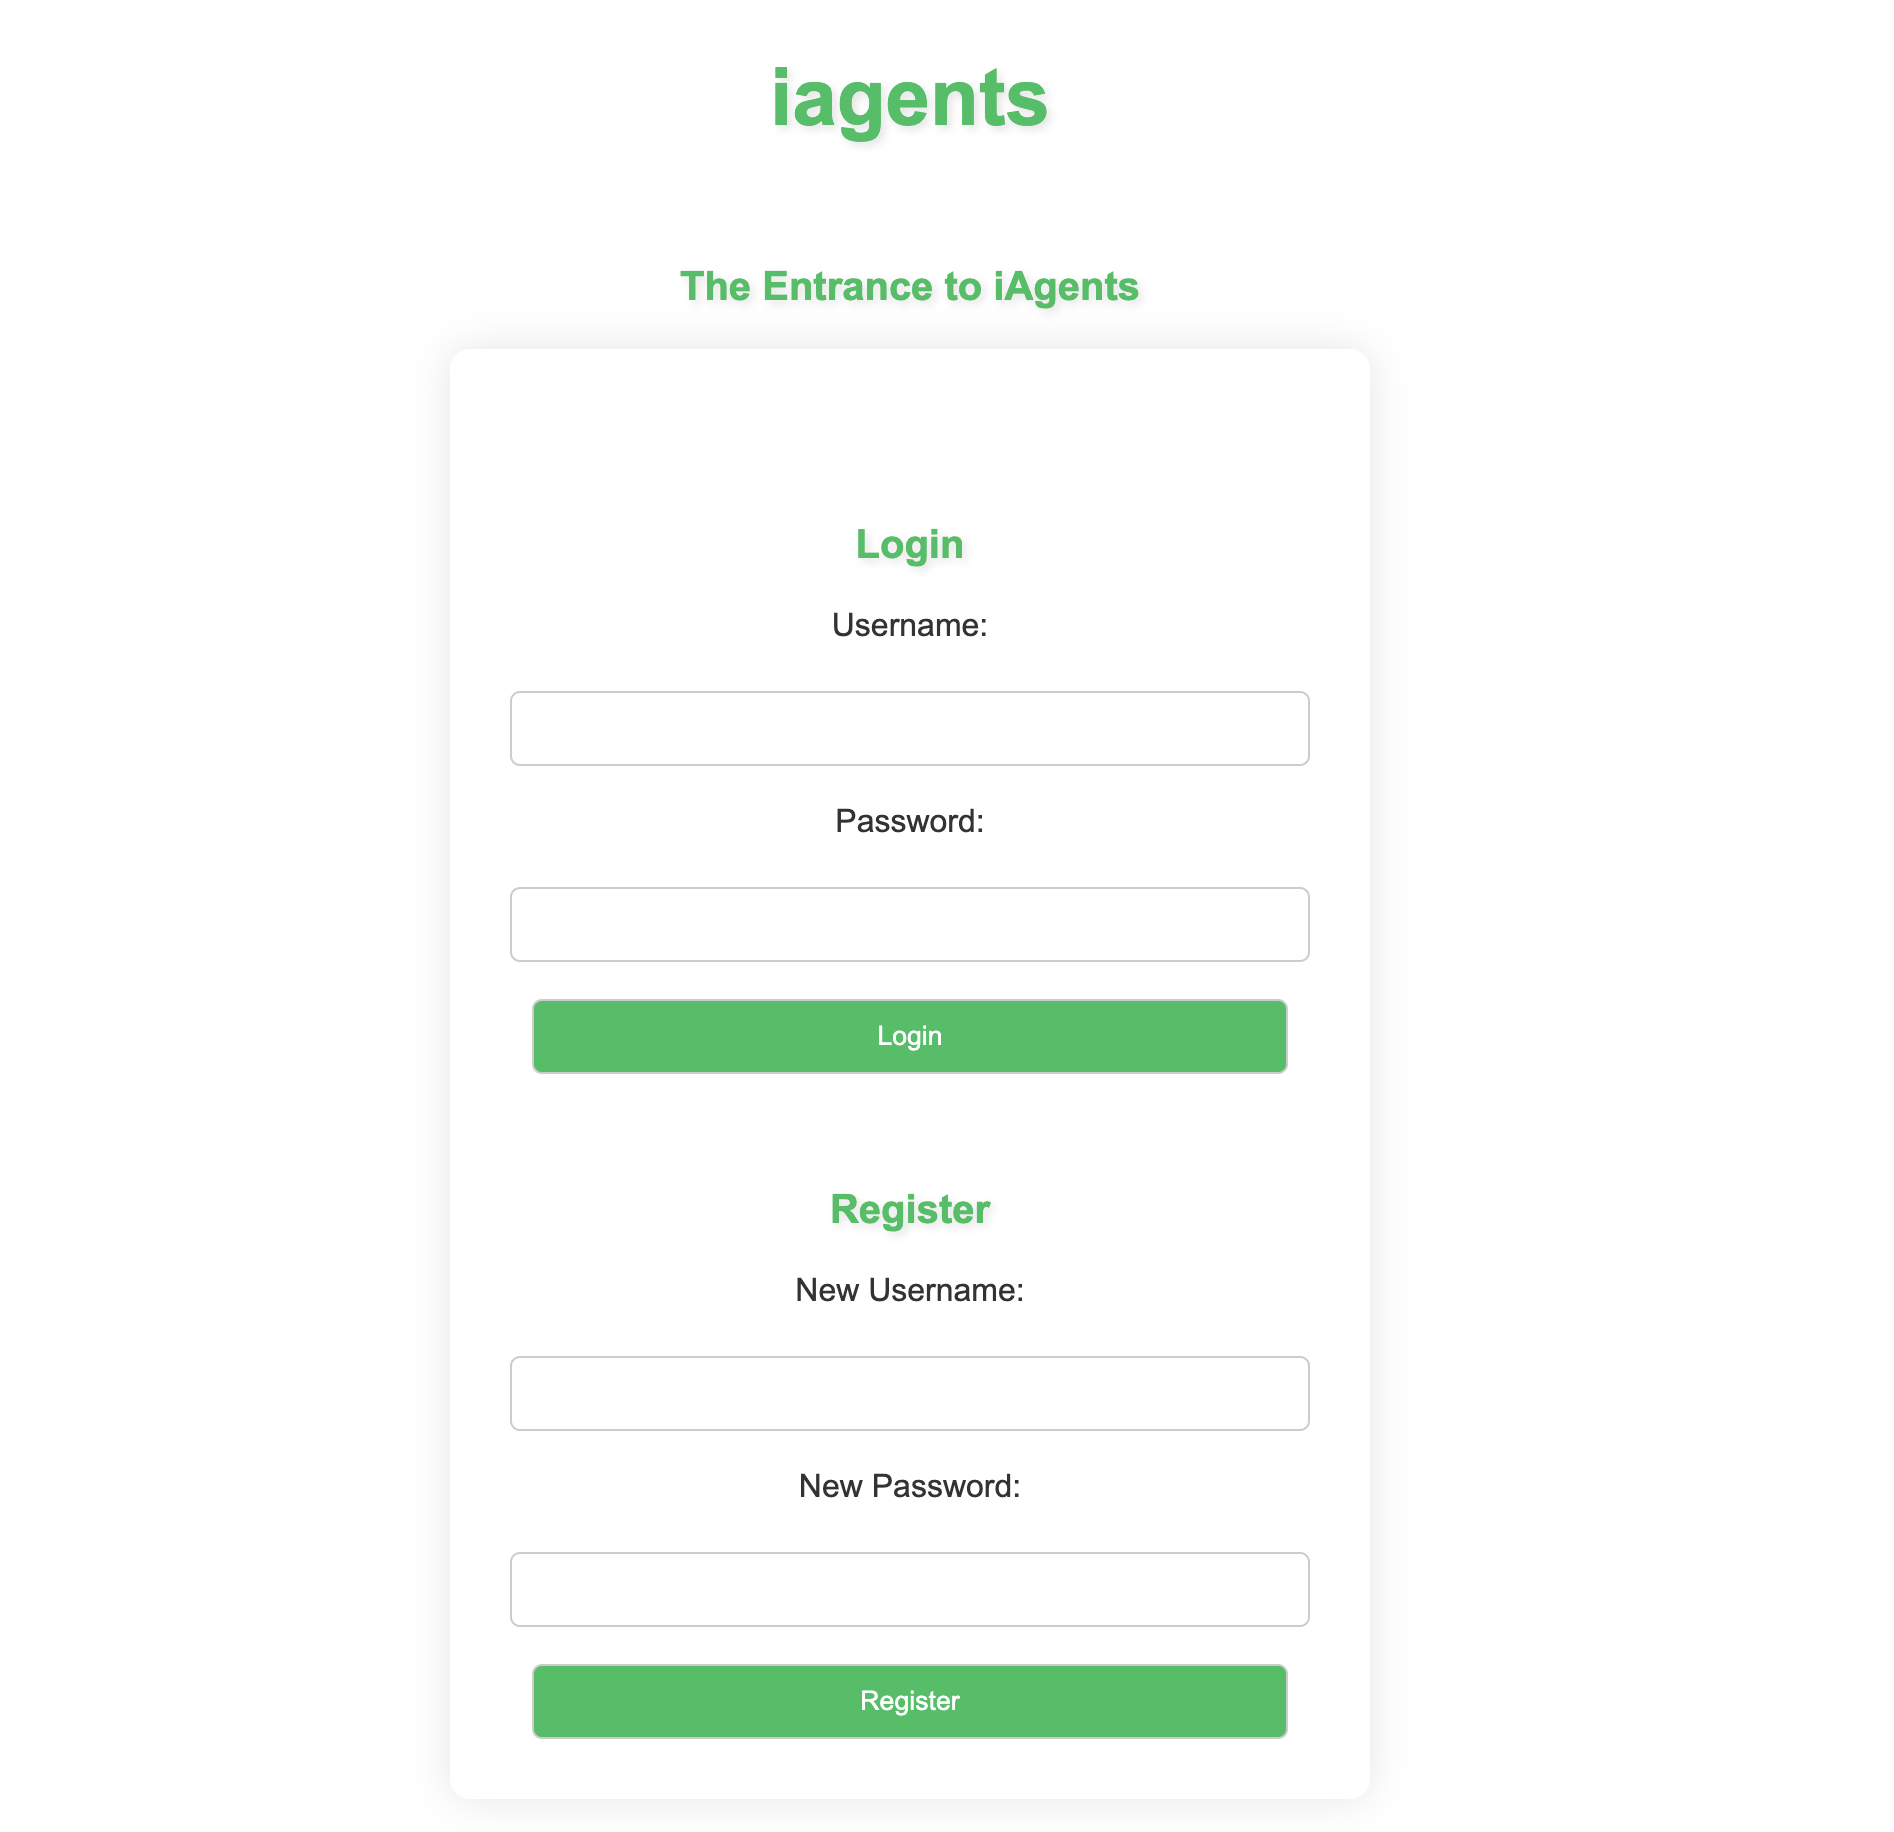 iagents
The Entrance to iAgents
Login
Username:
Password:
Login
Register
New Username:
New Password:
Register